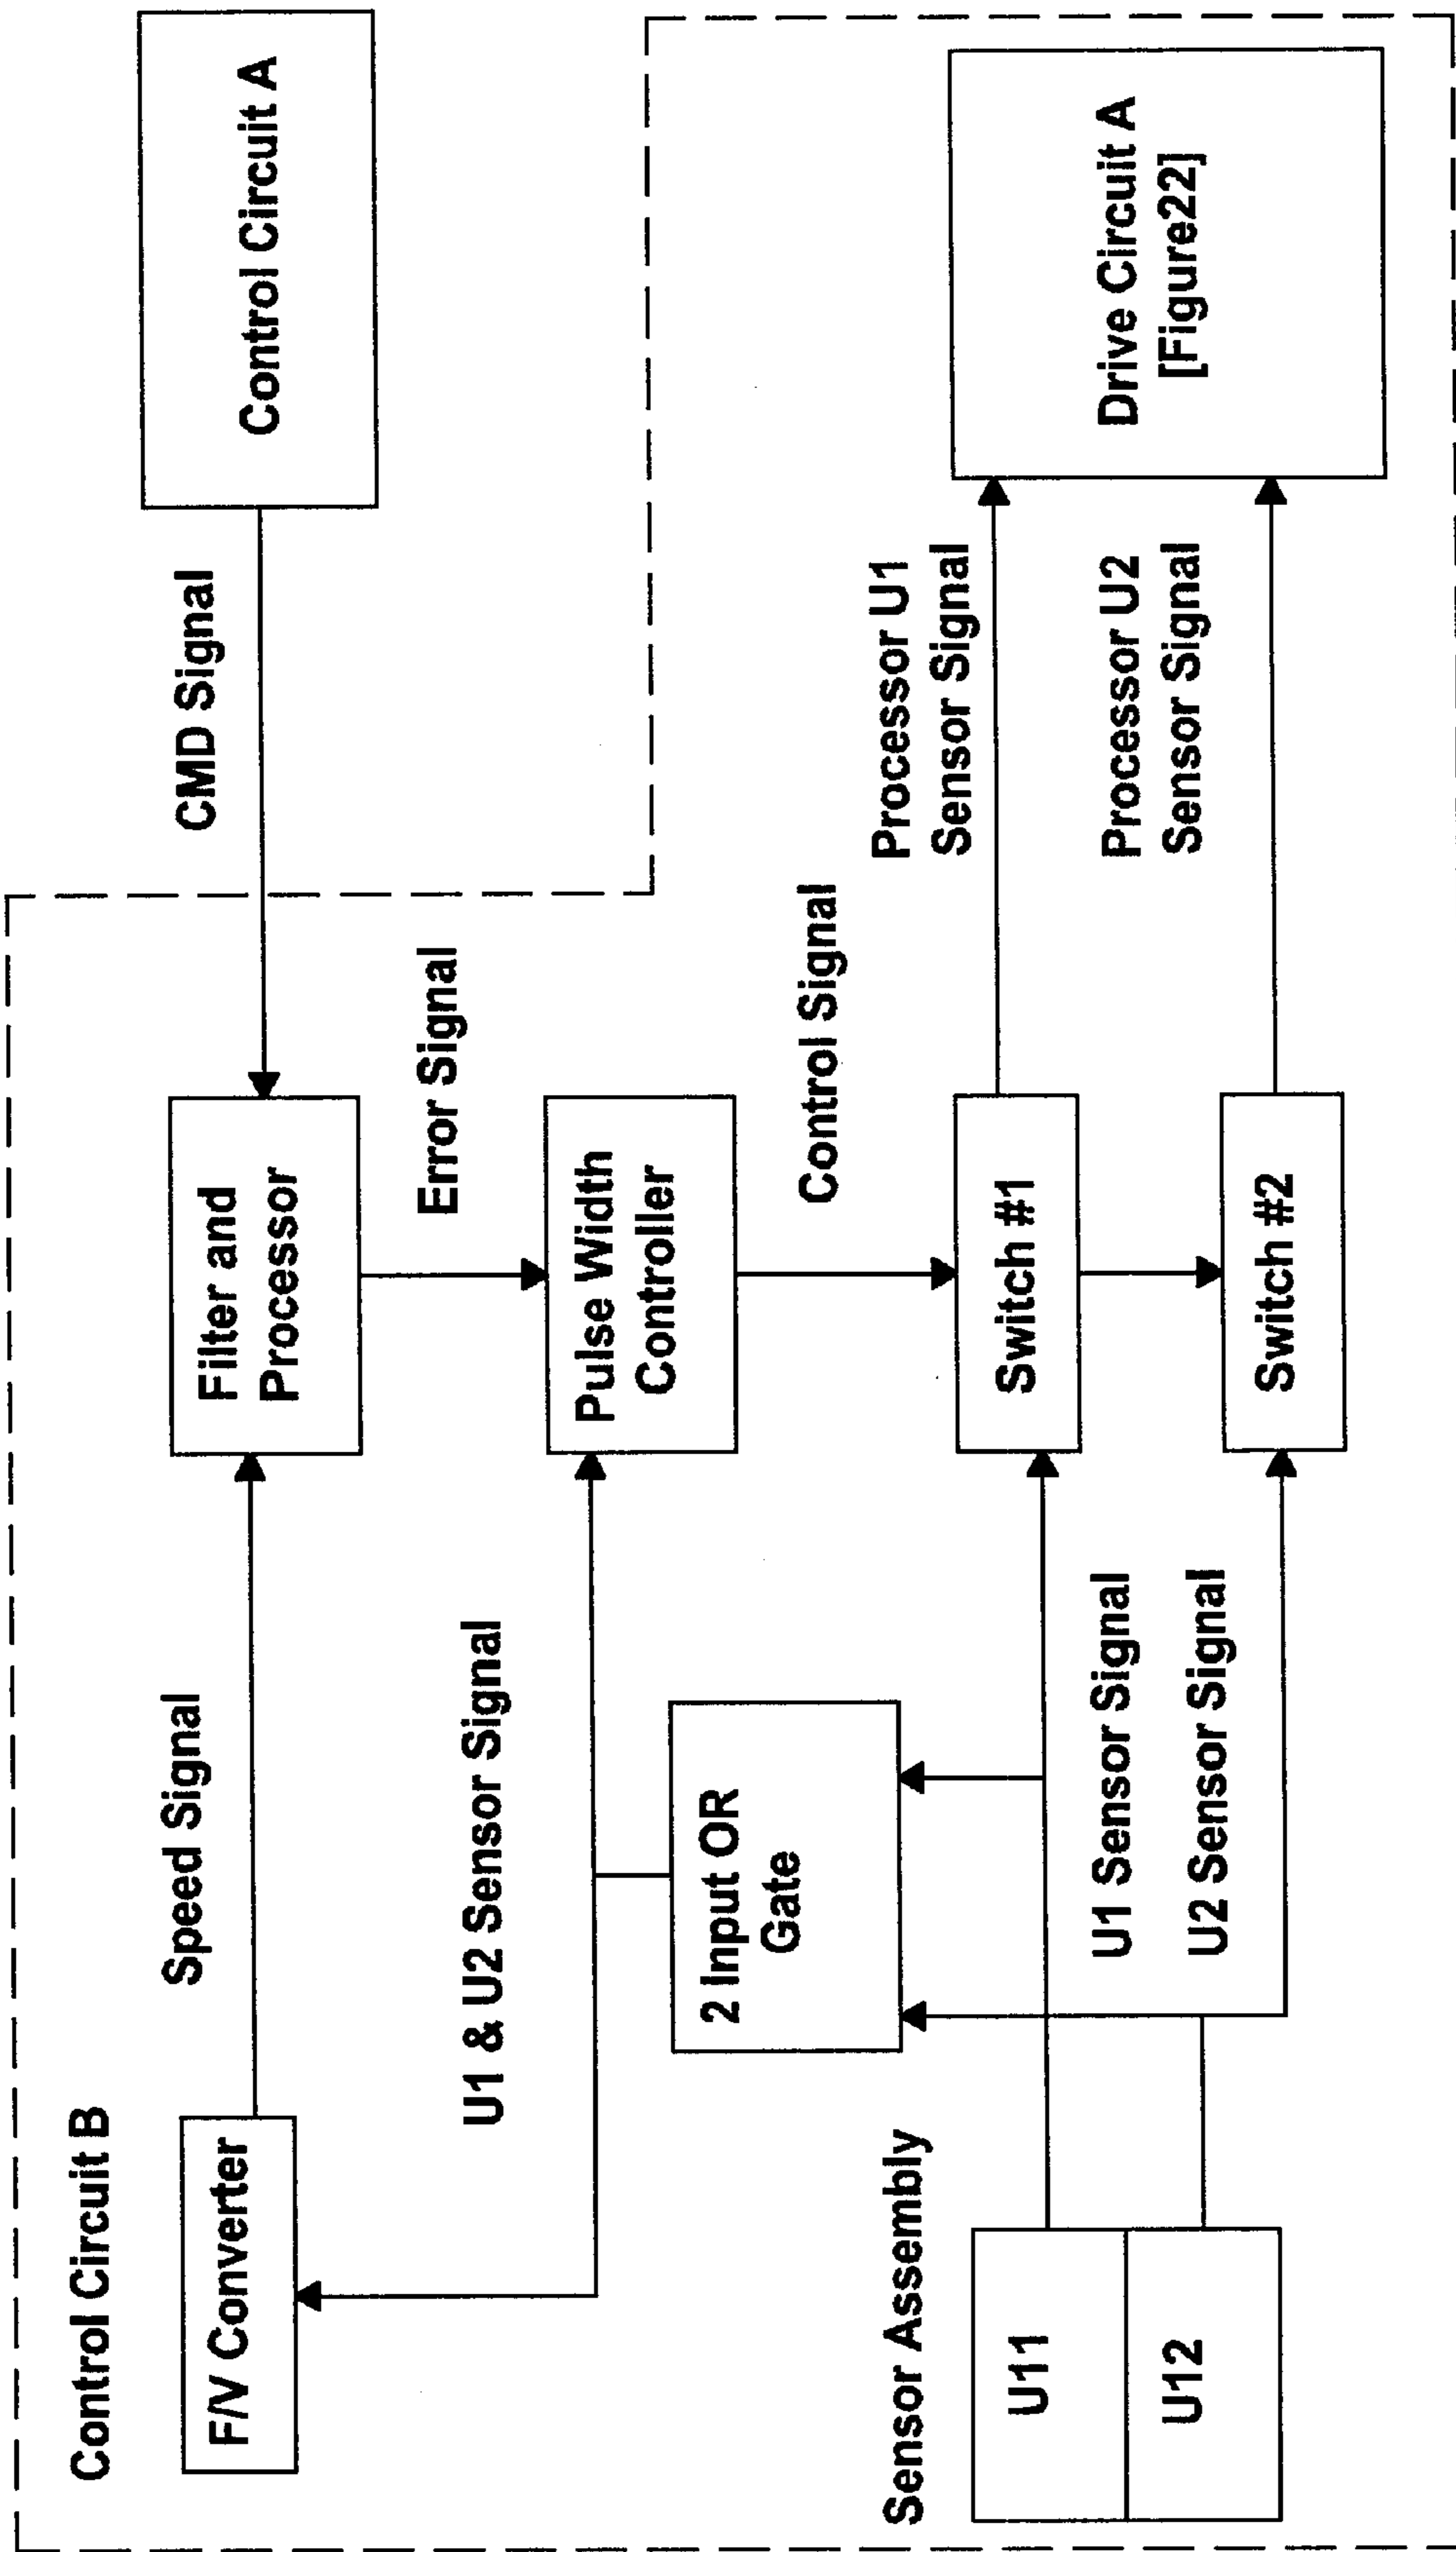 Control Circuit B
F/V Converter
Speed Signal
Filter and
Processor
CMD Signal
Control Circuit A
Error Signal
U1 & U2 Sensor Signal
Pulse Width
Controller
2 Input OR
Gate
Control Signal
Sensor Assembly
U11
U12
U1 Sensor Signal
U2 Sensor Signal
Switch #1
Switch #2
Processor U1
Sensor Signal
Processor U2
Sensor Signal
Drive Circuit A
[Figure22]